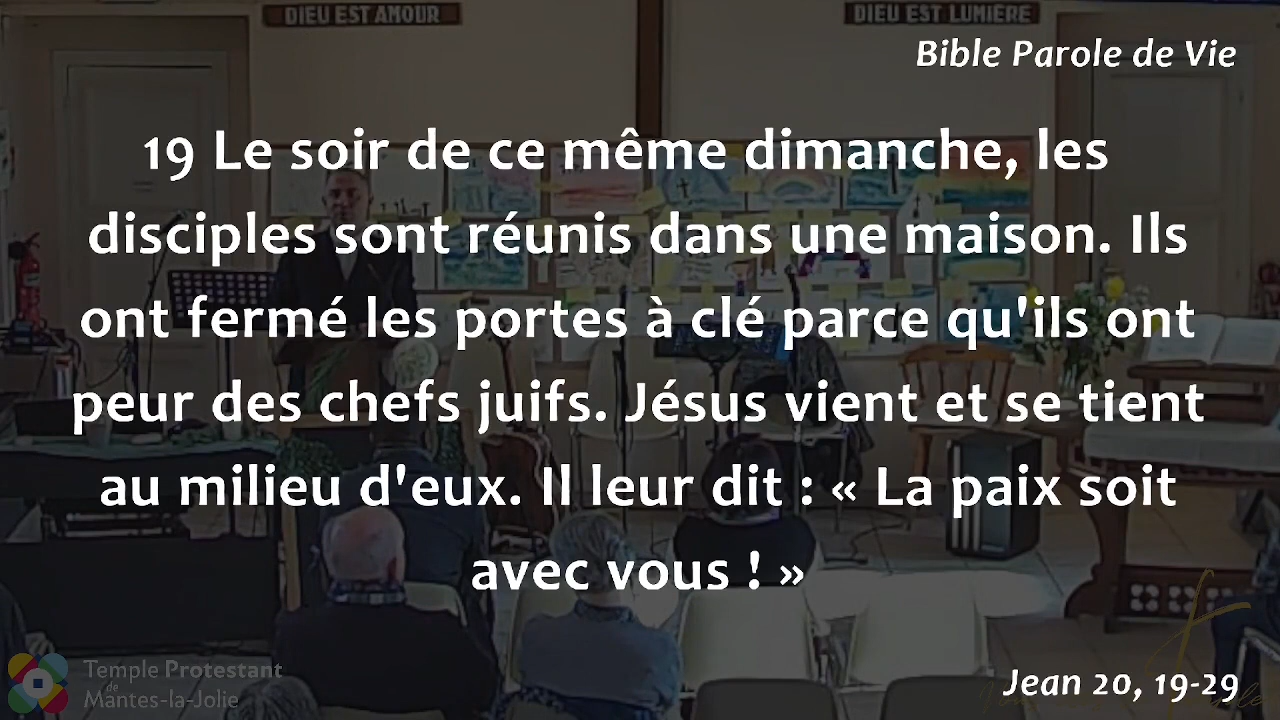 DIEU EST AMOUR
DIEU EST LUMIÈRE
Bible Parole de Vie
19 Le soir de ce même dimanche, les
disciples sont réunis dans une maison. Ils
ont fermé les portes à clé parce qu'ils ont
peur des chefs juifs. Jésus vient et se tient
au milieu d'eux. Il leur dit : « La paix soit
avec vous ! »
Temple Protestant
de
Mantes-la-Jolie
Jean 20, 19-29